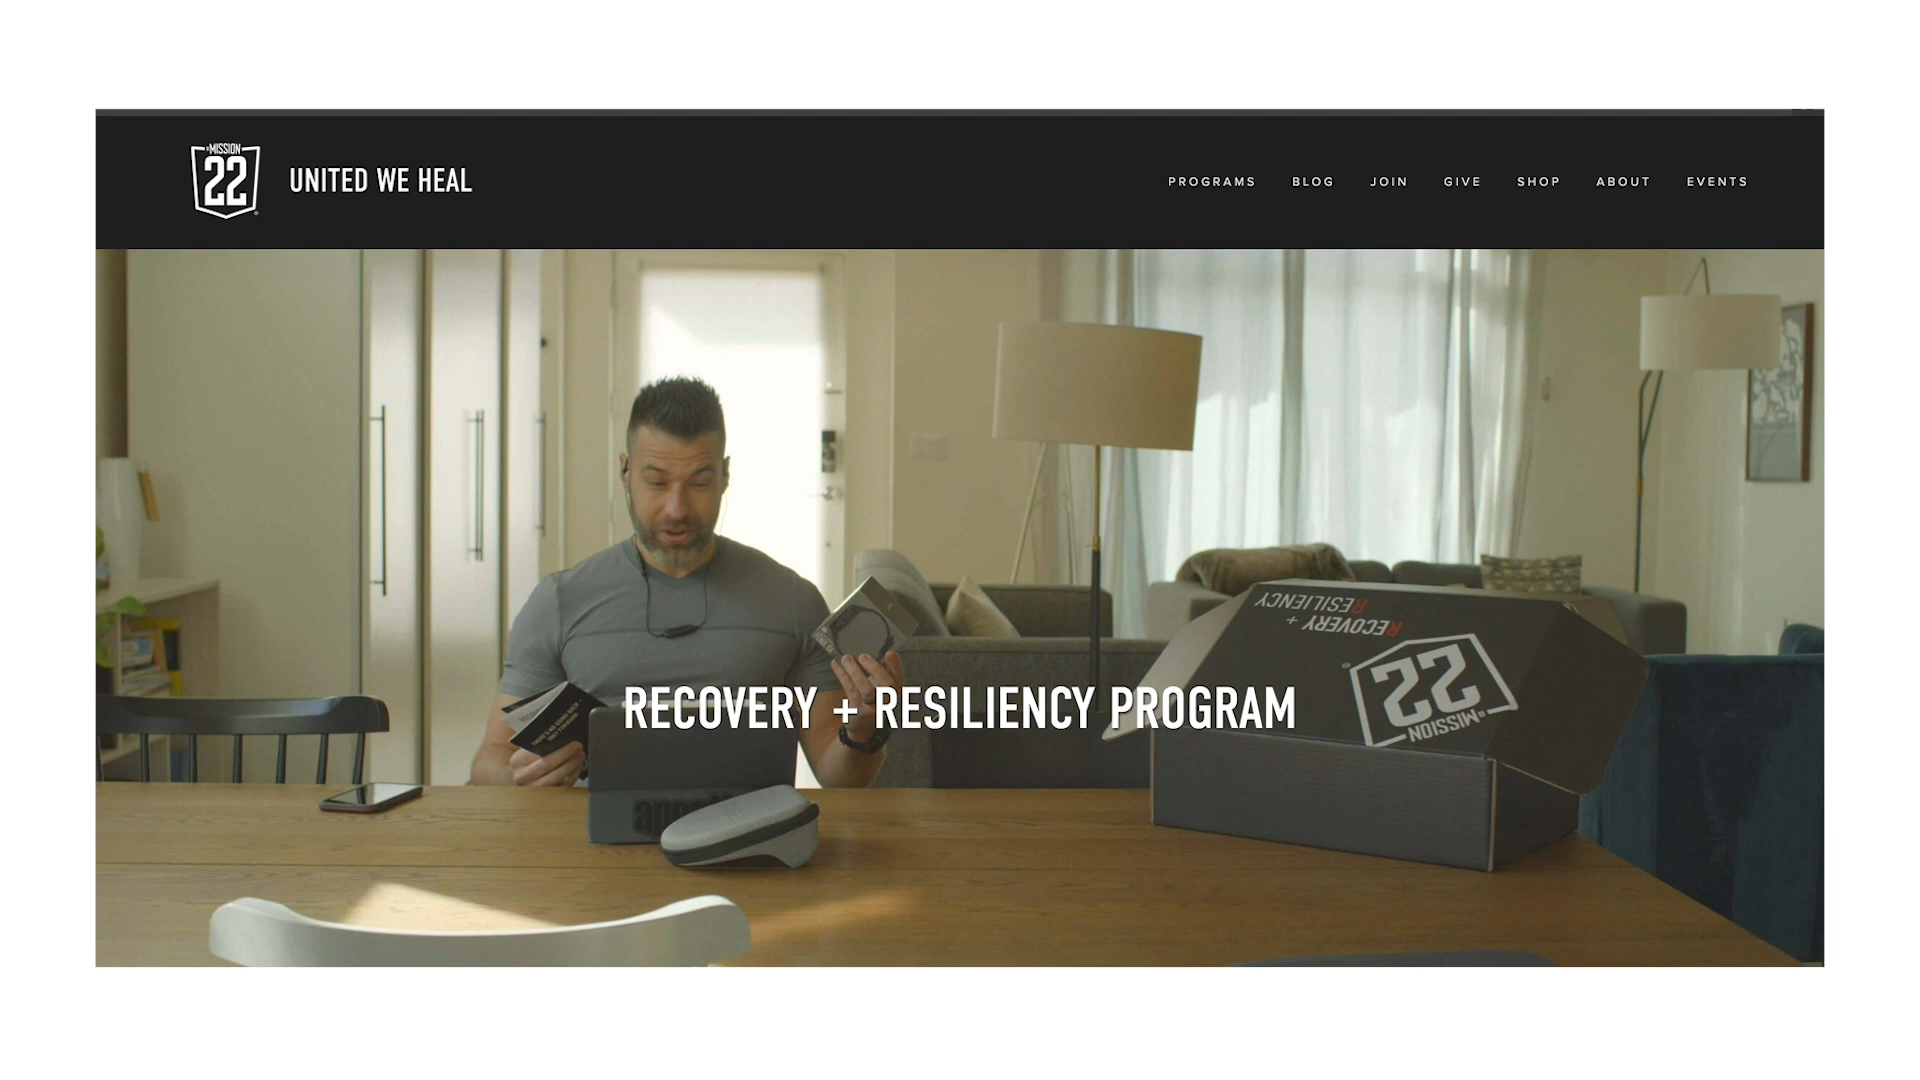 MISSION
22
UNITED WE HEAL
PROGRAMS
BLOG
JOIN
GIVE
SHOP
ABOUT
EVENTS
RECOVERY +
RESILIENCY
22
MISSION
RECOVERY + RESILIENCY PROGRAM